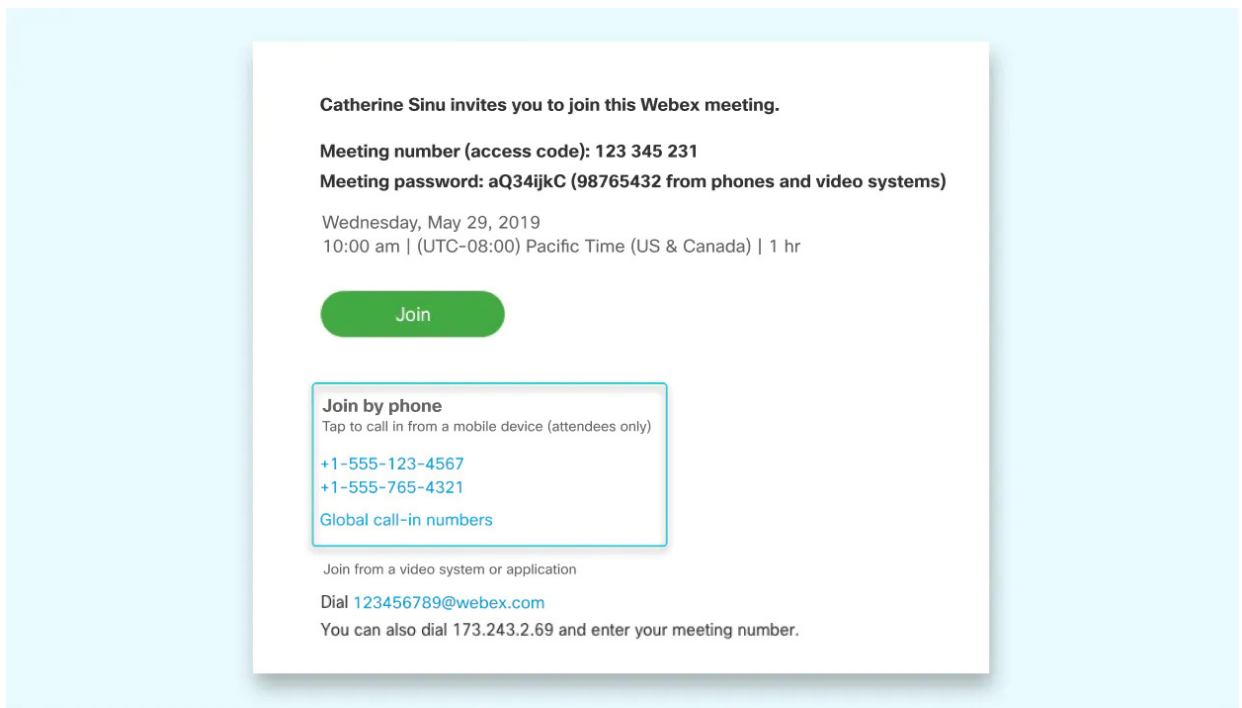 Catherine Sinu invites you to join this Webex meeting.
Meeting number (access code): 123 345 231
Meeting password: aQ34ijkC (98765432 from phones and video systems)
Wednesday, May 29, 2019
10:00 am | (UTC-08:00) Pacific Time (US & Canada) | 1 hr
Join
Join by phone
Tap to call in from a mobile device (attendees only)
+1-555-123-4567
+1-555-765-4321
Global call-in numbers
Join from a video system or application
Dial 123456789@webex.com
You can also dial 173.243.2.69 and enter your meeting number.